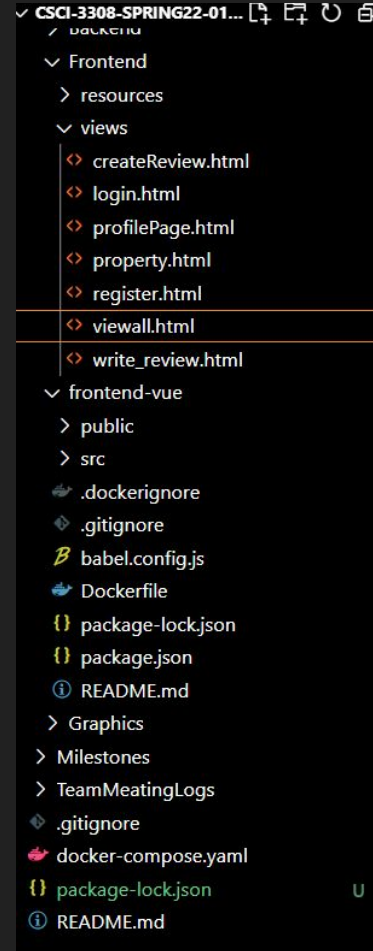 CSCI-3308-SPRING22-01...
Backend
Frontend
resources
views
createReview.html
login.html
profilePage.html
property.html
register.html
viewall.html
write_review.html
frontend-vue
public
src
.dockerignore
.gitignore
babel.config.js
Dockerfile
package-lock.json
package.json
README.md
Graphics
Milestones
TeamMeatingLogs
.gitignore
docker-compose.yaml
package-lock.json U
README.md